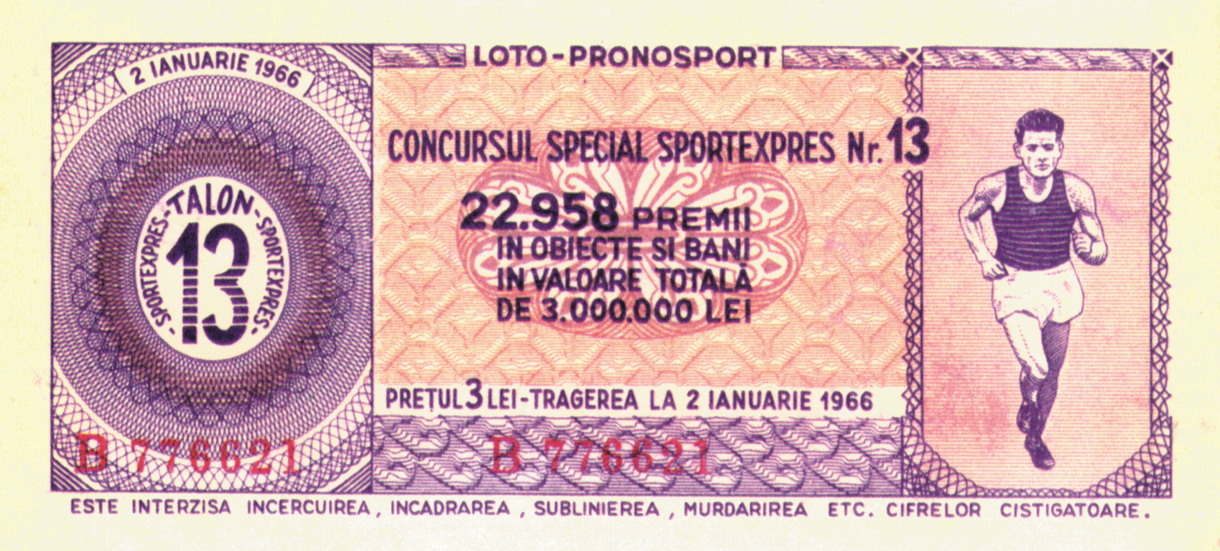 2 IANUARIE 1966
-TALON-
SPORTEXPRES-
SPORTEXPRES-
13
B 776621
LOTO-PRONOSPORT
CONCURSUL SPECIAL SPORTEXPRES Nr. 13
22.958 PREMII
IN OBIECTE SI BANI
IN VALOARE TOTALĂ
DE 3.000.000 LEI
PREȚUL 3 LEI-TRAGEREA LA 2 IANUARIE 1966
B 776621
ESTE INTERZISA INCERCUIREA, INCADRAREA, SUBLINIEREA, MURDARIREA ETC. CIFRELOR CISTIGATOARE.